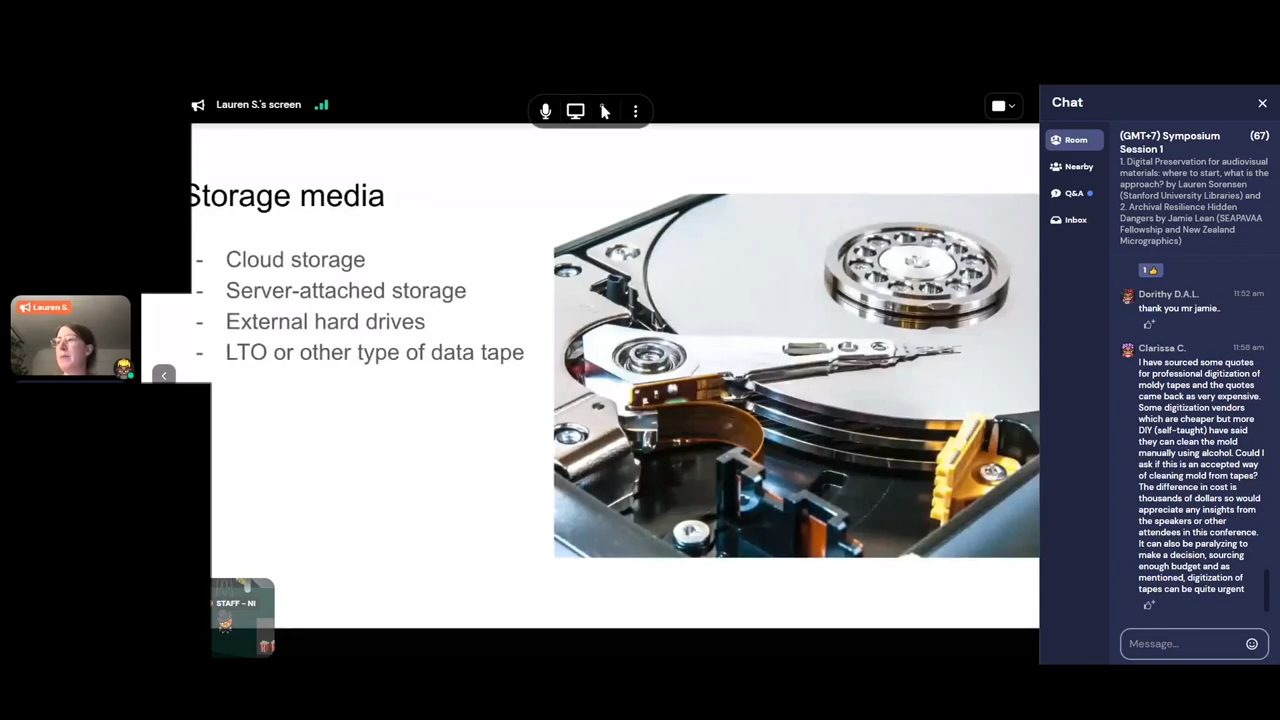 Lauren S.'s screen
Storage media
- Cloud storage
- Server-attached storage
- External hard drives
- LTO or other type of data tape
Lauren S.
STAFF - NI
Chat
Room
Nearby
Q&A
Inbox
(GMT+7) Symposium (67)
Session 1
1. Digital Preservation for audiovisual
materials: where to start, what is the
approach? by Lauren Sorensen
(Stanford University Libraries) and
2. Archival Resilience Hidden
Dangers by Jamie Lean (SEAPAVAA
Fellowship and New Zealand
Micrographics)
1 👍
Dorithy D.A.L. 11:52 am
thank you mr jamie..
Clarissa C. 11:58 am
I have sourced some quotes
for professional digitization of
moldy tapes and the quotes
came back as very expensive.
Some digitization vendors
which are cheaper but more
DIY (self-taught) have said
they can clean the mold
manually using alcohol. Could I
ask if this is an accepted way
of cleaning mold from tapes?
The difference in cost is
thousands of dollars so would
appreciate any insights from
the speakers or other
attendees in this conference.
It can also be paralyzing to
make a decision, sourcing
enough budget and as
mentioned, digitization of
tapes can be quite urgent
Message...